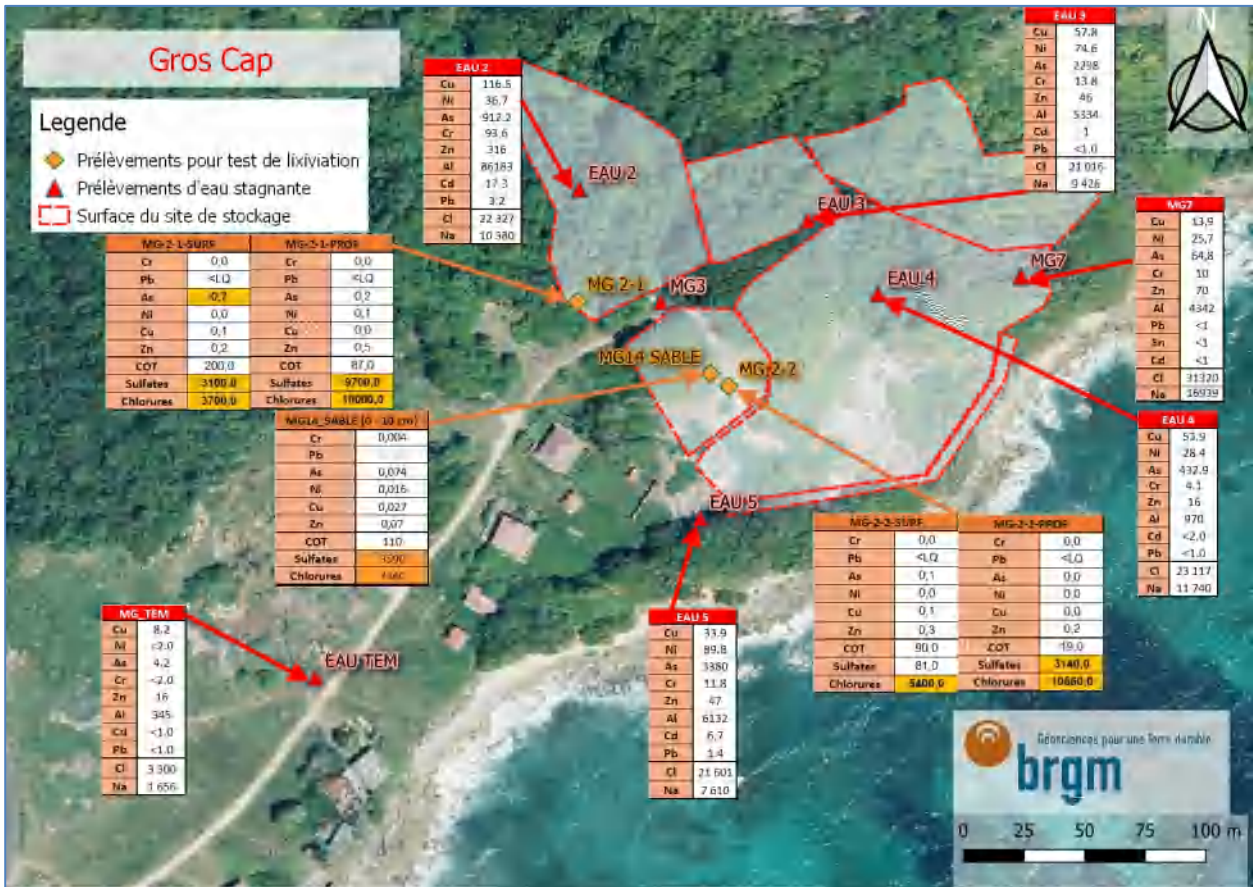 Gros Cap
Legende
Prélèvements pour test de lixiviation
Prélèvements d'eau stagnante
Surface du site de stockage
EAU 2
Cu 116.5
Ni 36.7
As 912.2
Cr 93.6
Zn 316
Al 86183
Cd 17.3
Pb 3.2
Cl 22 327
Na 10 380
EAU 3
Cu 57.8
Ni 74.6
As 2298
Cr 13.8
Zn 46
Al 5334
Cd 1
Pb <1.0
Cl 21 016
Na 9 426
N
MG7
Cu 13,9
Ni 25,7
As 64,8
Cr 10
Zn 70
Al 4342
Pb <1
Sn <1
Cd <1
Cl 31320
Na 16939
MG-2-1-SURF
Cr 0,0
Pb <LQ
As 0,7
Ni 0,0
Cu 0,1
Zn 0,2
COT 200,0
Sulfates 3100,0
Chlorures 3700,0
MG-2-1-PROF
Cr 0,0
Pb <LQ
As 0,2
Ni 0,1
Cu 0,0
Zn 0,5
COT 87,0
Sulfates 9700,0
Chlorures 10000,0
EAU 2
EAU 3
MG7
EAU 4
MG 2-1
MG3
MG14 SABLE
MG 2-2
EAU 5
EAU TEM
MG14_SABLE (0 - 10 cm)
Cr 0,004
Pb
As 0,074
Ni 0,016
Cu 0,027
Zn 0,07
COT 110
Sulfates
Chlorures
EAU 4
Cu 53.9
Ni 28.4
As 432.9
Cr 4.1
Zn 16
Al 970
Cd <2.0
Pb <1.0
Cl 23 117
Na 11 740
MG-2-2-SURF
Cr 0,0
Pb <LQ
As 0,1
Ni 0,0
Cu 0,1
Zn 0,3
COT 90,0
Sulfates 81,0
Chlorures 5400,0
MG-2-2-PROF
Cr 0,0
Pb <LQ
As 0,0
Ni 0,0
Cu 0,0
Zn 0,2
COT 19,0
Sulfates 3140,0
Chlorures 10660,0
MG_TEM
Cu 8.2
Ni <2.0
As 4.2
Cr <2.0
Zn 16
Al 345
Cd <1.0
Pb <1.0
Cl 3 300
Na 1 656
EAU 5
Cu 33.9
Ni 89.8
As 3380
Cr 11.8
Zn 47
Al 6132
Cd 6.7
Pb 1.4
Cl 21 601
Na 7 610
Géosciences pour une Terre durable
brgm
0 25 50 75 100 m